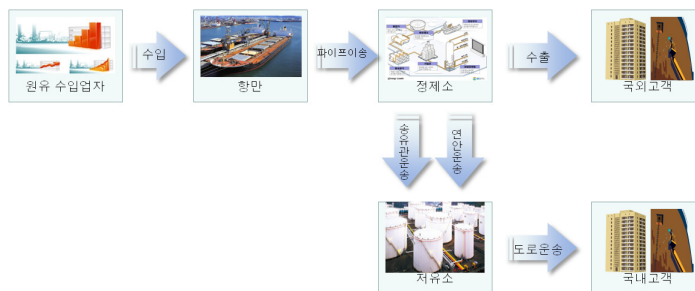 수입
파이프이송
수출
원유 수입업자
항만
정제소
국외고객
송유관운송
연안운송
도로운송
저유소
국내고객